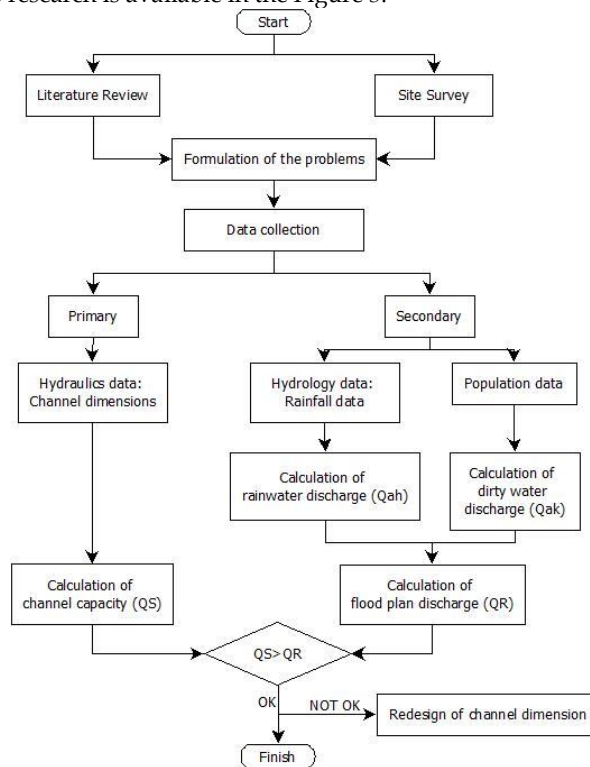 research is available in the Figure 3.
Start
Literature Review
Site Survey
Formulation of the problems
Data collection
Primary
Secondary
Hydraulics data:
Channel dimensions
Hydrology data:
Rainfall data
Population data
Calculation of
rainwater discharge (Qah)
Calculation of
dirty water
discharge (Qak)
Calculation of
channel capacity (QS)
Calculation of
flood plan discharge (QR)
QS>QR
OK
NOT OK
Redesign of channel dimension
Finish